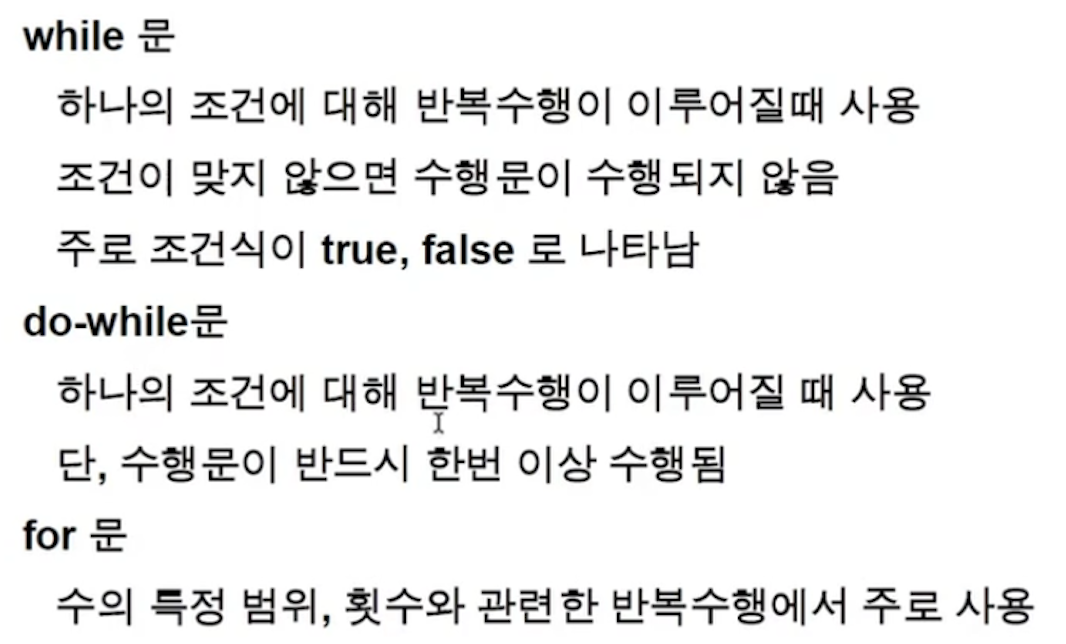 while 문
하나의 조건에 대해 반복수행이 이루어질때 사용
조건이 맞지 않으면 수행문이 수행되지 않음
주로 조건식이 true, false 로 나타남
do-while문
하나의 조건에 대해 반복수행이 이루어질 때 사용
단, 수행문이 반드시 한번 이상 수행됨
for 문
수의 특정 범위, 횟수와 관련한 반복수행에서 주로 사용